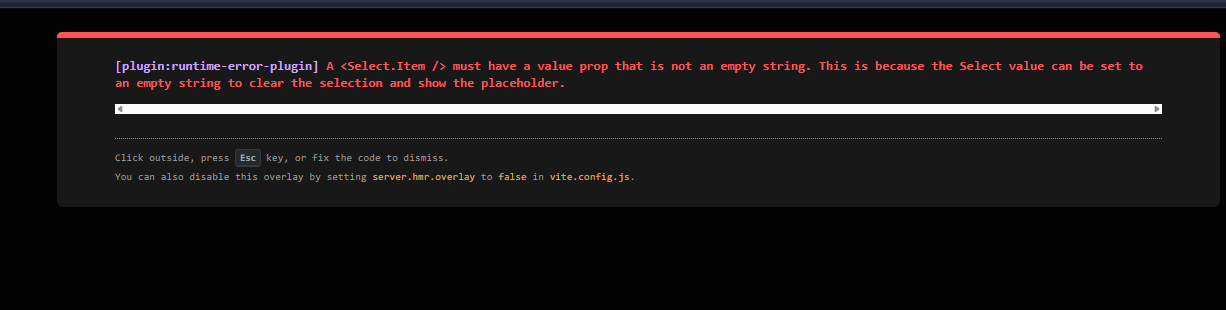 [plugin:runtime-error-plugin] A <Select.Item /> must have a value prop that is not an empty string. This is because the Select value can be set to
an empty string to clear the selection and show the placeholder.
Click outside, press Esc key, or fix the code to dismiss.
You can also disable this overlay by setting server.hmr.overlay to false in vite.config.js.